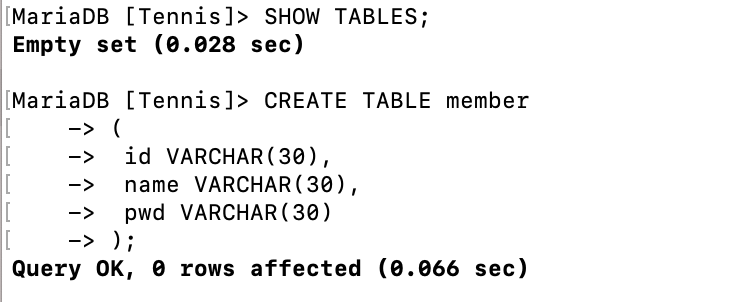 [MariaDB [Tennis]> SHOW TABLES;
Empty set (0.028 sec)
[MariaDB [Tennis]> CREATE TABLE member
[    -> (
[    ->  id VARCHAR(30),
[    ->  name VARCHAR(30),
[    ->  pwd VARCHAR(30)
[    -> );
Query OK, 0 rows affected (0.066 sec)